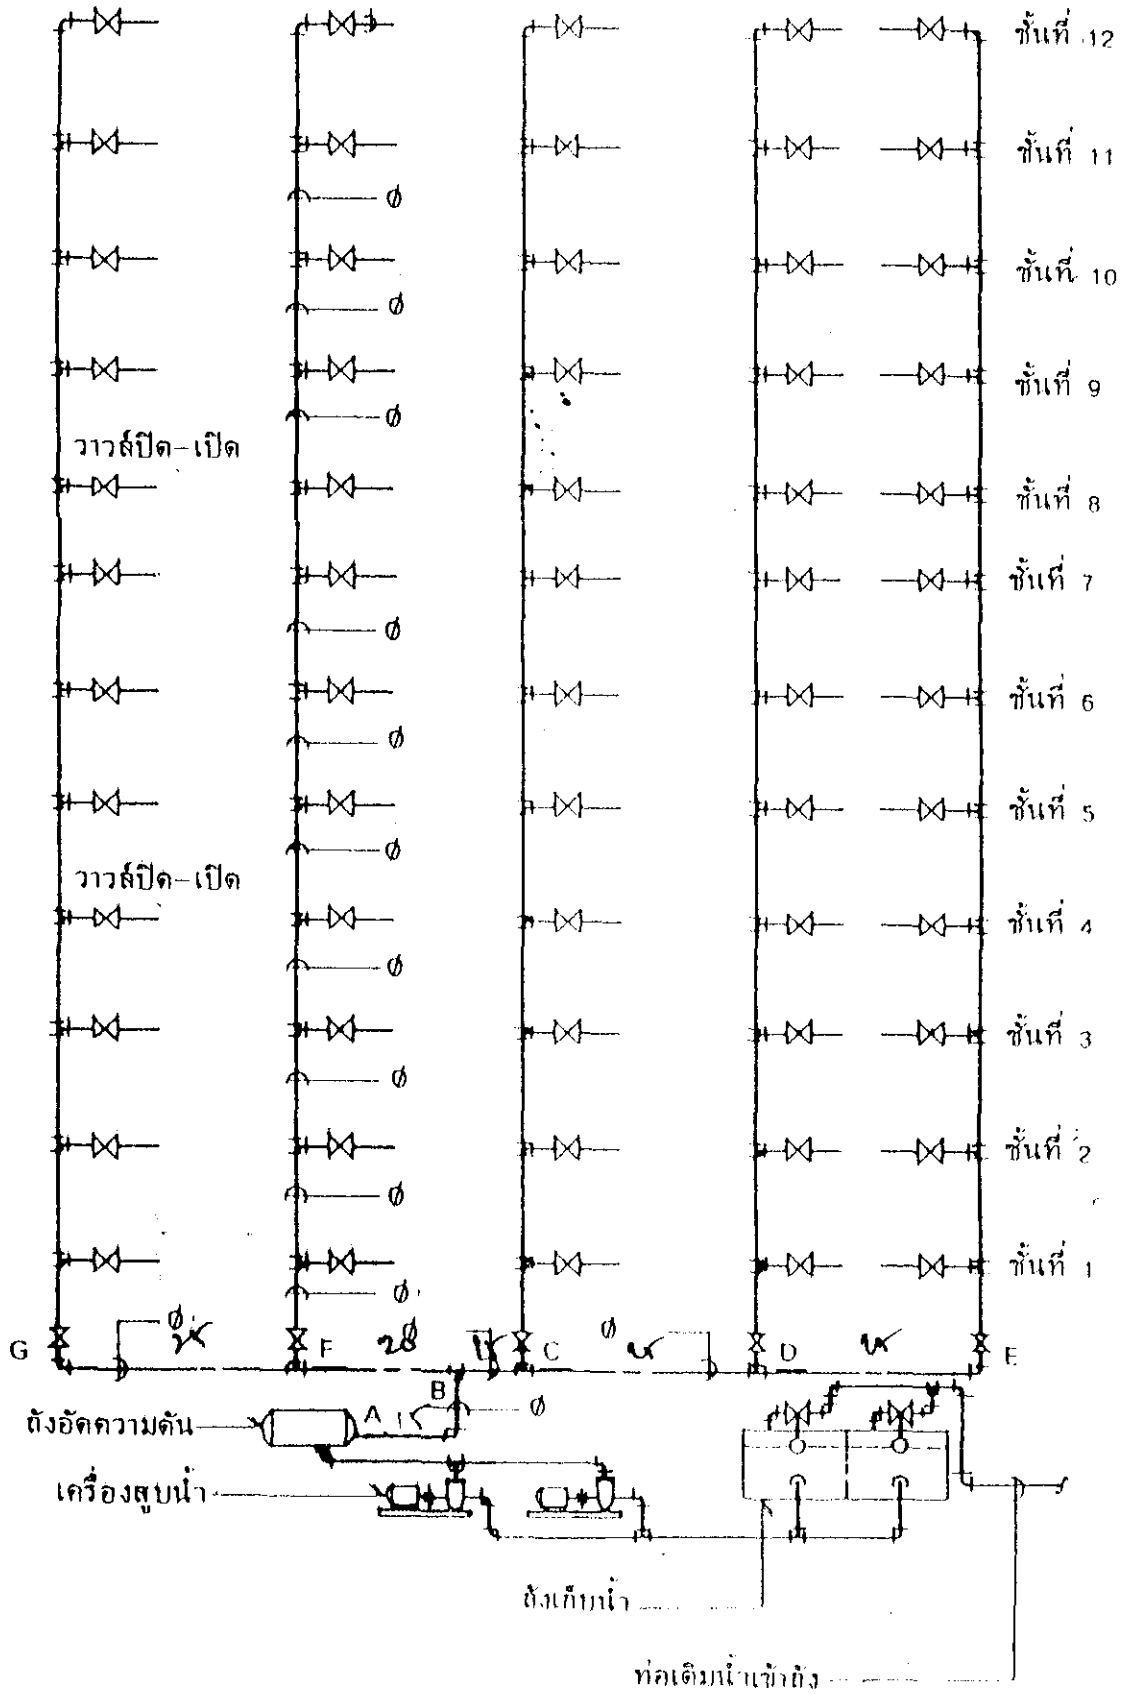 ชั้นที่ 12
ชั้นที่ 11
Ø
ชั้นที่ 10
Ø
ชั้นที่ 9
Ø
วาวล์ปิด-เปิด
ชั้นที่ 8
ชั้นที่ 7
Ø
ชั้นที่ 6
Ø
ชั้นที่ 5
Ø
วาวล์ปิด-เปิด
ชั้นที่ 4
Ø
ชั้นที่ 3
Ø
ชั้นที่ 2
Ø
ชั้นที่ 1
Ø
Ø Ø Ø
G F C D E
B
ถังอัดความดัน A Ø
เครื่องสูบน้ำ
ถังเก็บน้ำ
ท่อเติมน้ำเข้าถัง